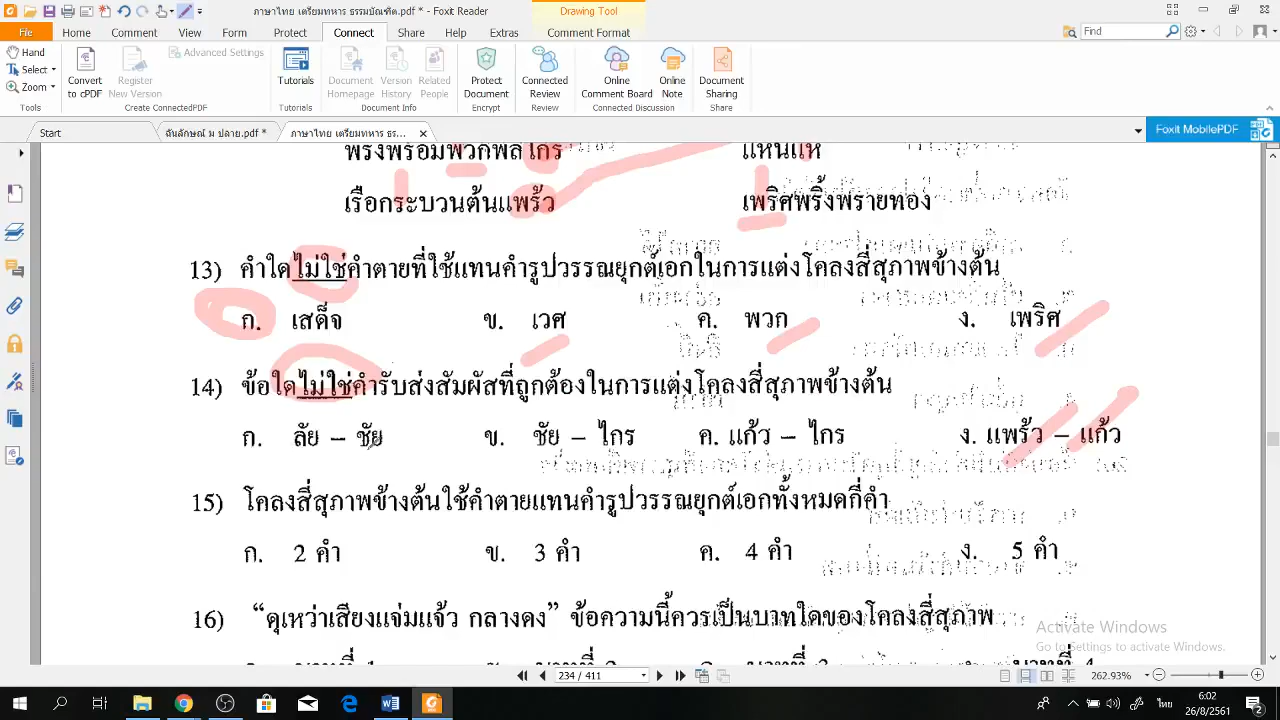 ภาษาไทย เตรียมทหาร ธรรมบัณฑิต.pdf * - Foxit Reader
Drawing Tool
File Home Comment View Form Protect Connect Share Help Extras Comment Format Find
Hand
Select
Zoom
Tools
Convert to cPDF
Register New Version
Advanced Settings
Create ConnectedPDF
Tutorials
Tutorials
Document Homepage
Version History
Related People
Document Info
Protect Document
Encrypt
Connected Review
Review
Online Comment Board
Online Note
Connected Discussion
Document Sharing
Share
Start
ภาษาไทย เตรียมทหาร ธร...
Foxit MobilePDF
พรั่งพร้อมพวกพลไกร แหนแห่
เรือกระบวนต้นแพร้ว เพริศพริ้งพรายทอง
13) คำใดไม่ใช่คำตายที่ใช้แทนคำรูปวรรณยุกต์เอกในการแต่งโคลงสี่สุภาพข้างต้น
ก. เสด็จ ข. เวศ ค. พวก ง. เพริศ
14) ข้อใดไม่ใช่คำรับส่งสัมผัสที่ถูกต้องในการแต่งโคลงสี่สุภาพข้างต้น
ก. ลัย – ชัย ข. ชัย – ไกร ค. แก้ว – ไกร ง. แพร้ว – แก้ว
15) โคลงสี่สุภาพข้างต้นใช้คำตายแทนคำรูปวรรณยุกต์เอกทั้งหมดกี่คำ
ก. 2 คำ ข. 3 คำ ค. 4 คำ ง. 5 คำ
16) “ดุเหว่าเสียงแจ่มแจ้ว กลางดง” ข้อความนี้ควรเป็นบาทใดของโคลงสี่สุภาพ
Activate Windows
Go to Settings to activate Windows.
234 / 411
262.93%
ไทย
6:02
26/8/2561